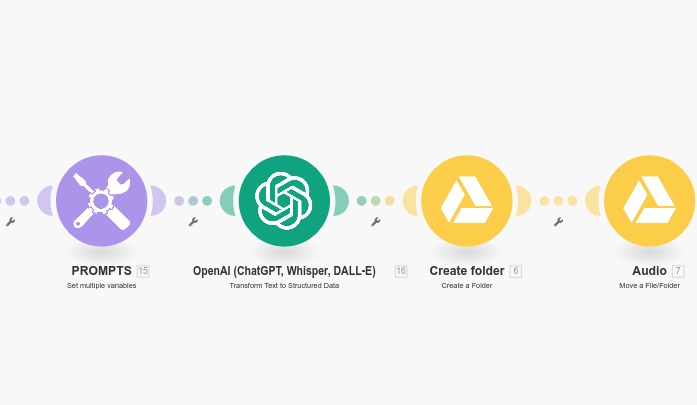 PROMPTS 15
Set multiple variables
OpenAI (ChatGPT, Whisper, DALL-E) 16
Transform Text to Structured Data
Create folder 6
Create a Folder
Audio 7
Move a File/Folder